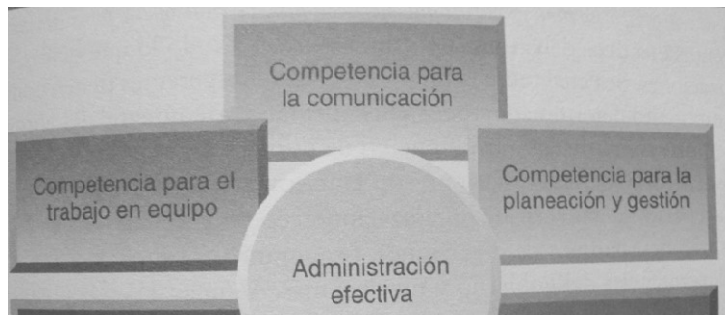 Competencia para
la comunicación
Competencia para el
trabajo en equipo
Competencia para la
planeación y gestión
Administración
efectiva